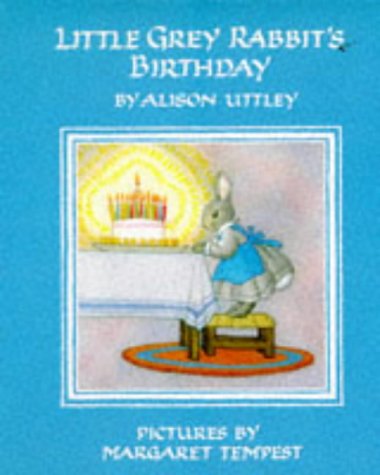 LITTLE GREY RABBIT'S
BIRTHDAY
BY ALISON UTTLEY
PICTURES BY
MARGARET TEMPEST